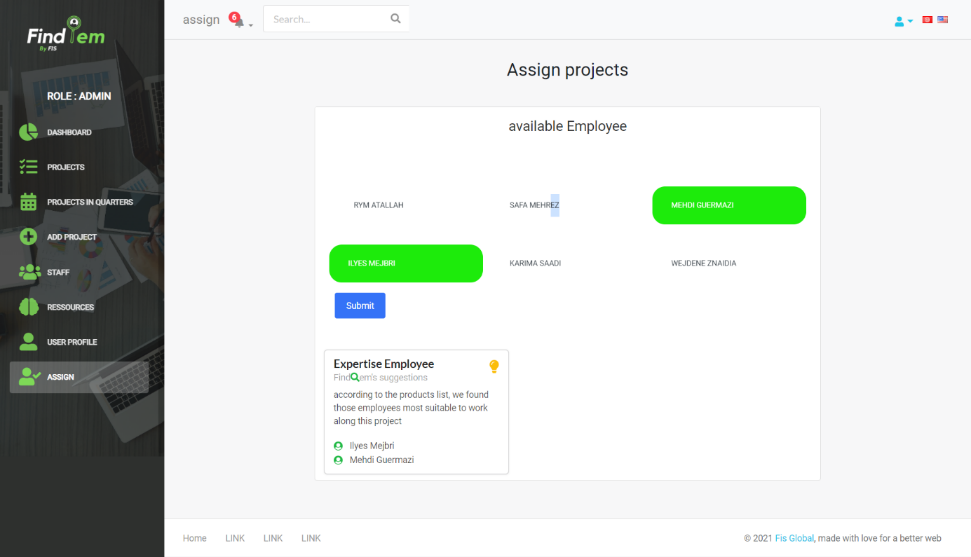 Find em
By FIS
ROLE : ADMIN
DASHBOARD
PROJECTS
PROJECTS IN QUARTERS
ADD PROJECT
STAFF
RESSOURCES
USER PROFILE
ASSIGN
assign 6 Search...
Assign projects
available Employee
RYM ATALLAH SAFA MEHREZ MEHDI GUERMAZI
ILYES MEJBRI KARIMA SAADI WEJDENE ZNAIDIA
Submit
Expertise Employee
Find em's suggestions
according to the products list, we found
those employees most suitable to work
along this project
Ilyes Mejbri
Mehdi Guermazi
Home LINK LINK LINK © 2021 Fis Global, made with love for a better web